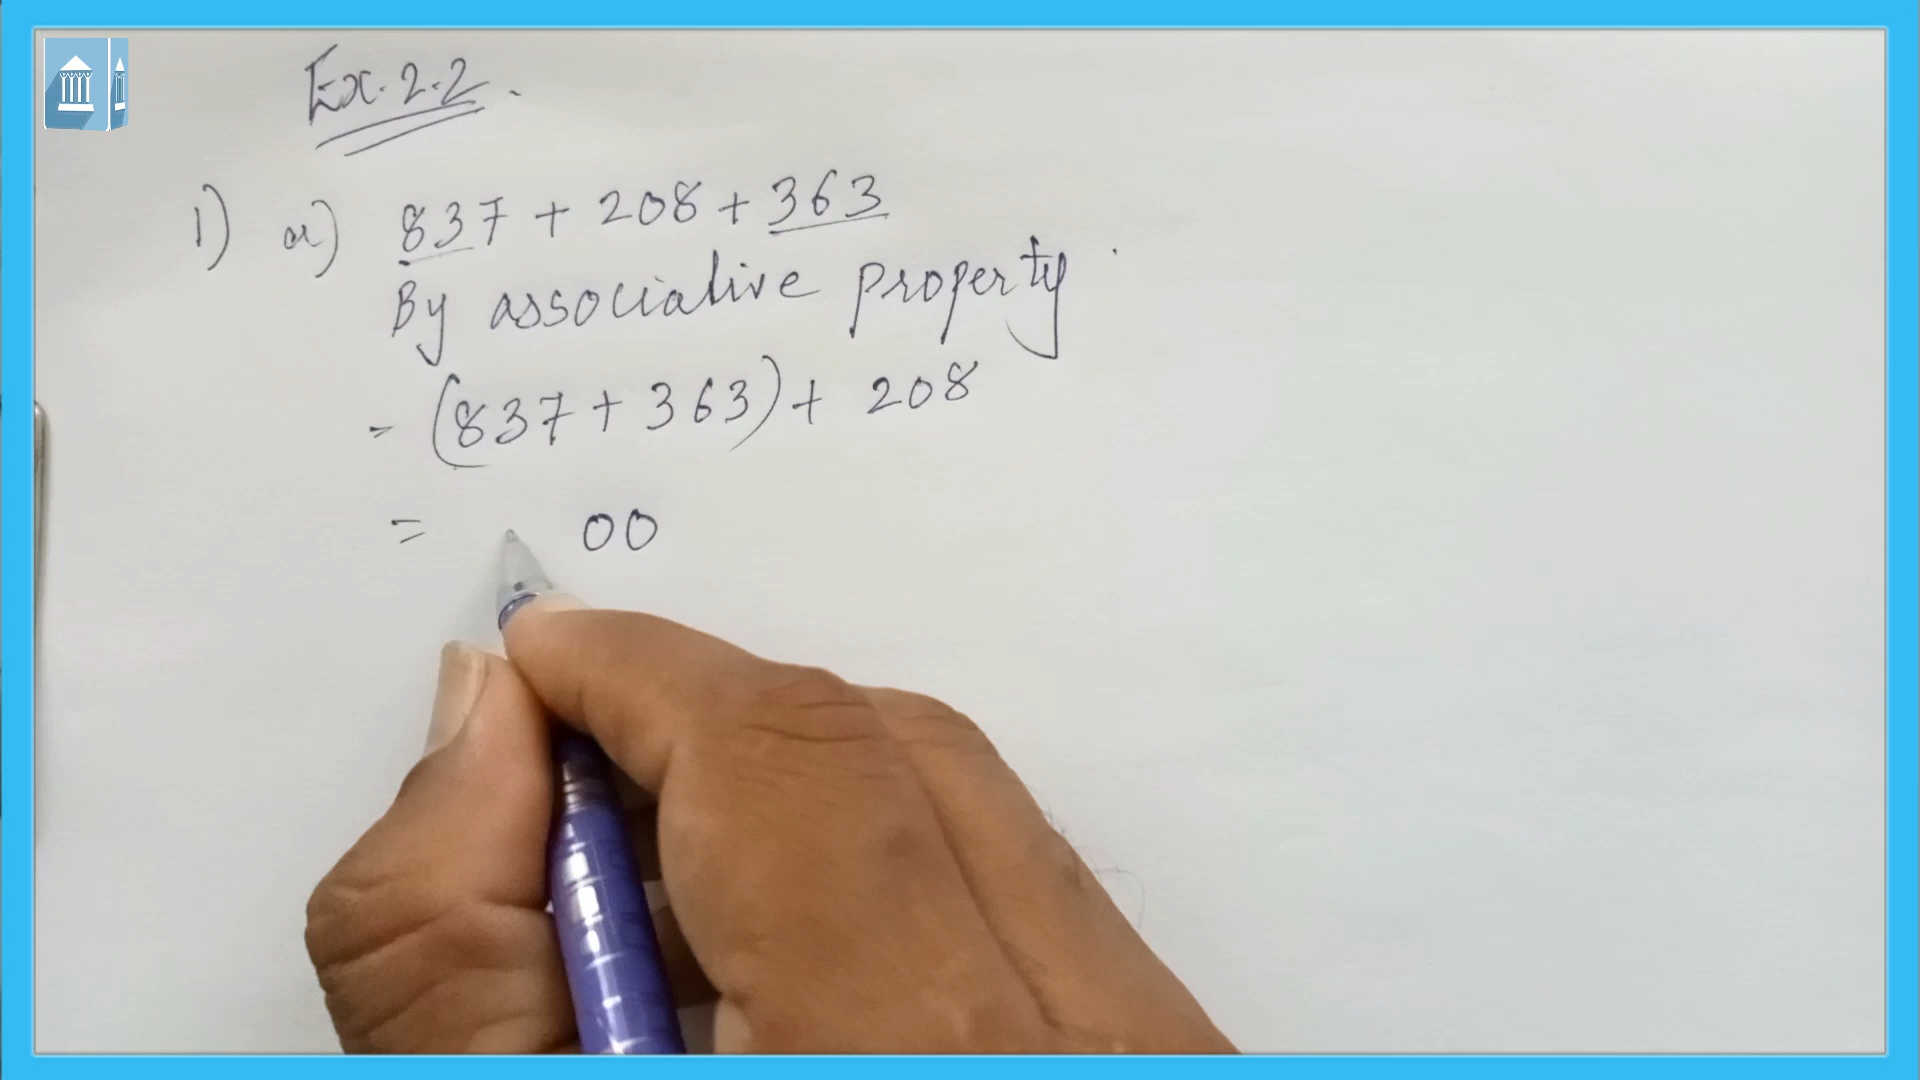 Ex. 2.2.
1) a) 837 + 208 + 363
By associative property.
= (837 + 363) + 208
= 00